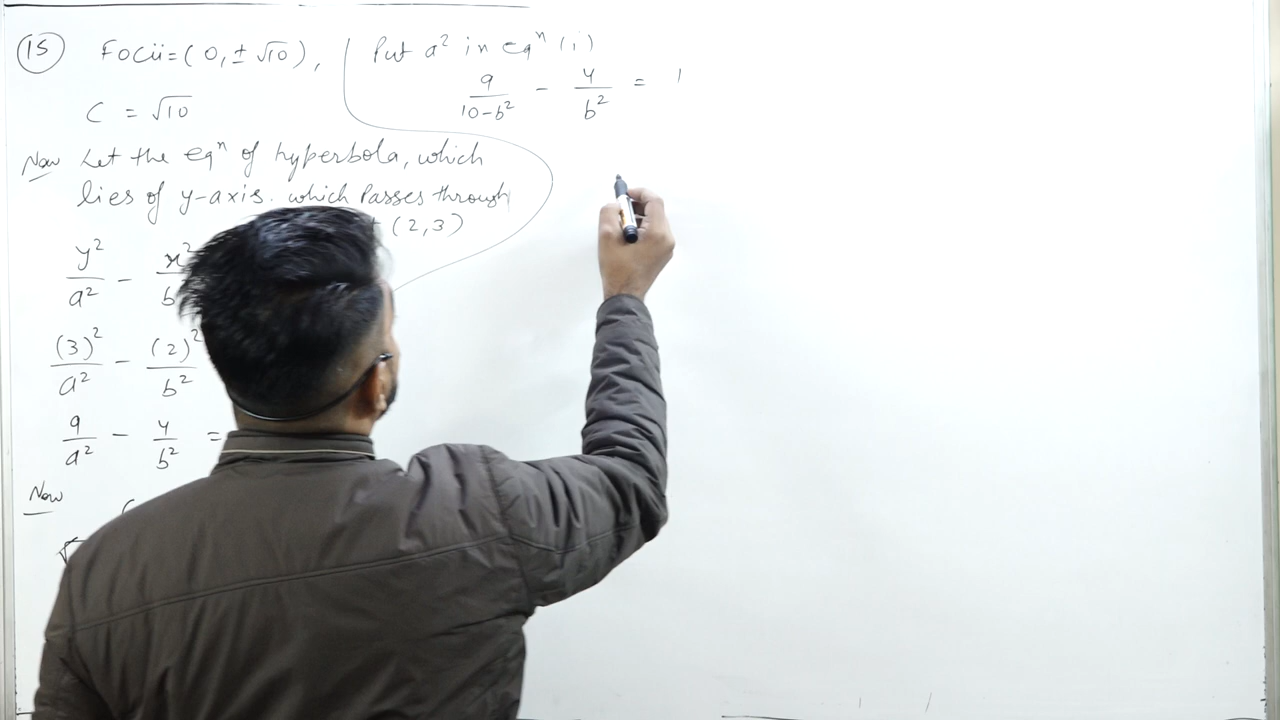 (15) Focii = (0, ± √10),
C = √10
Now Let the eqⁿ of hyperbola, which
lies of y-axis. which Passes through
(2,3)
y²/a² - x²/b
(3)²/a² - (2)²/b²
9/a² - 4/b² =
Now
Put a² in eqⁿ (i)
9/10-b² - 4/b² = 1